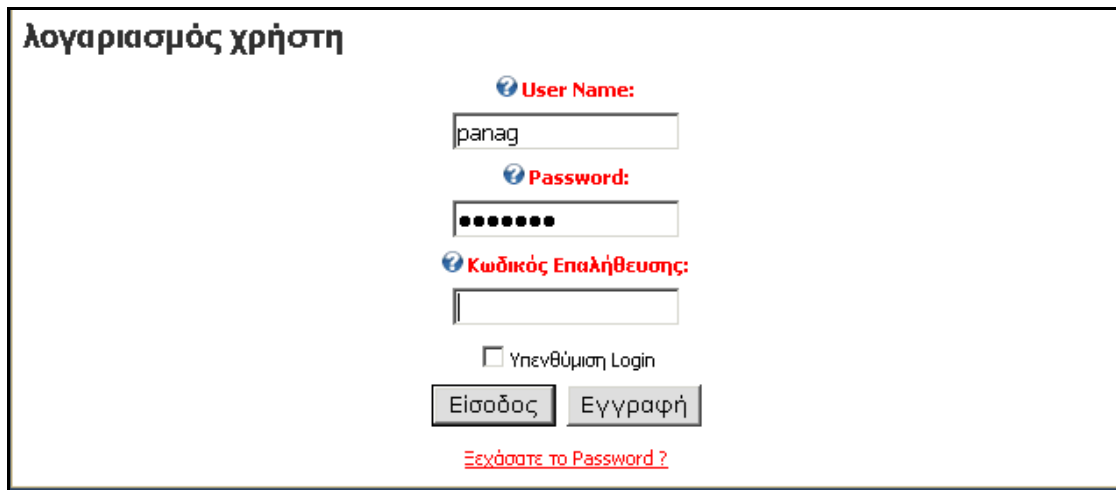 λογαριασμός χρήστη
User Name:
panag
Password:
•••••••
Κωδικός Επαλήθευσης:
Υπενθύμιση Login
Είσοδος Εγγραφή
Ξεχάσατε το Password ?